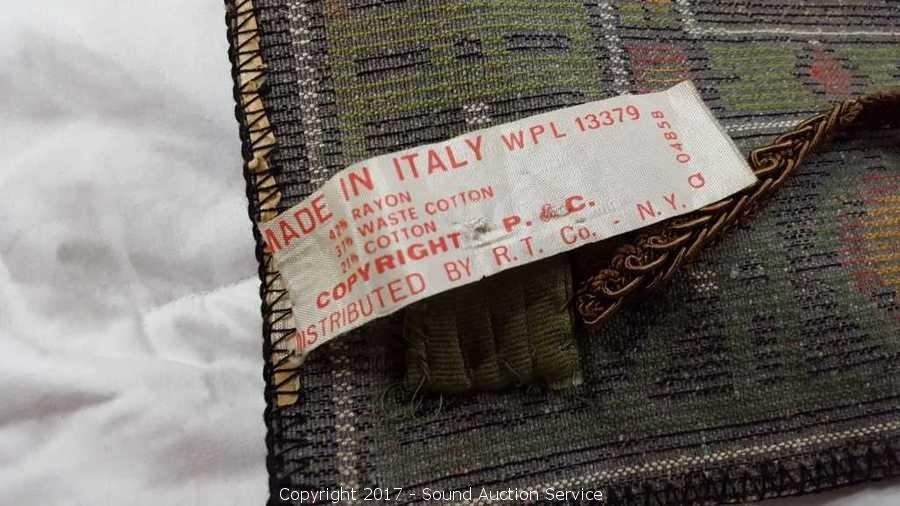 MADE IN ITALY WPL 13379
42% RAYON
37% WASTE COTTON
21% COTTON
COPYRIGHT P. & C.
DISTRIBUTED BY R.T. Co. - N.Y.
Q 04858
Copyright 2017 - Sound Auction Service